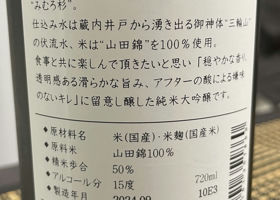 “みむろ杉”
仕込み水は蔵内井戸から湧き出る御神体“三輪山”
の伏流水、米は“山田錦”を100%使用。
食事と共に楽しんで頂きたいと思い「穏やかな香り、
透明感ある滑らかな旨み、アフターの酸による嫌味
のないキレ」に留意し醸した純米大吟醸です。
●原材料名 米(国産)・米麹(国産米)
●原料米 山田錦100%
●精米歩合 50%
●アルコール分 15度 720ml
●製造年月 2024.09 10E3